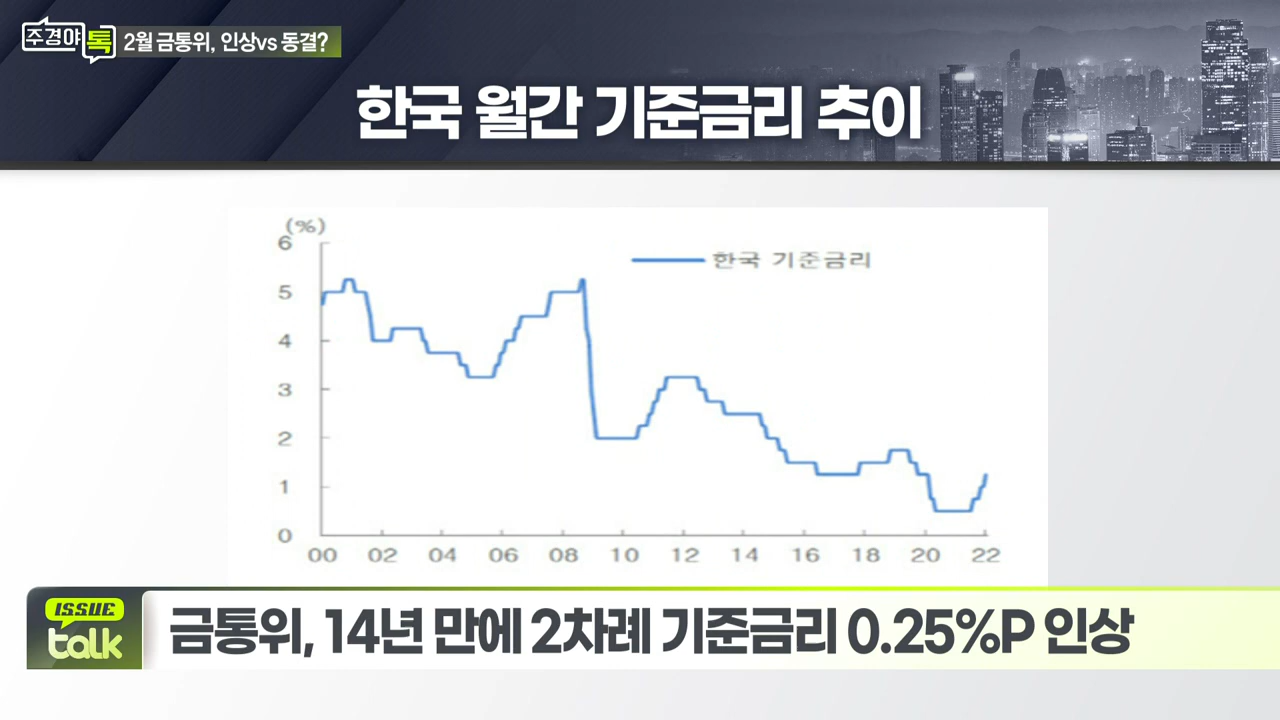 주경야톡 2월 금통위, 인상vs 동결?
한국 월간 기준금리 추이
(%)
한국 기준금리
6
5
4
3
2
1
0
00 02 04 06 08 10 12 14 16 18 20 22
ISSUE talk
금통위, 14년 만에 2차례 기준금리 0.25%P 인상